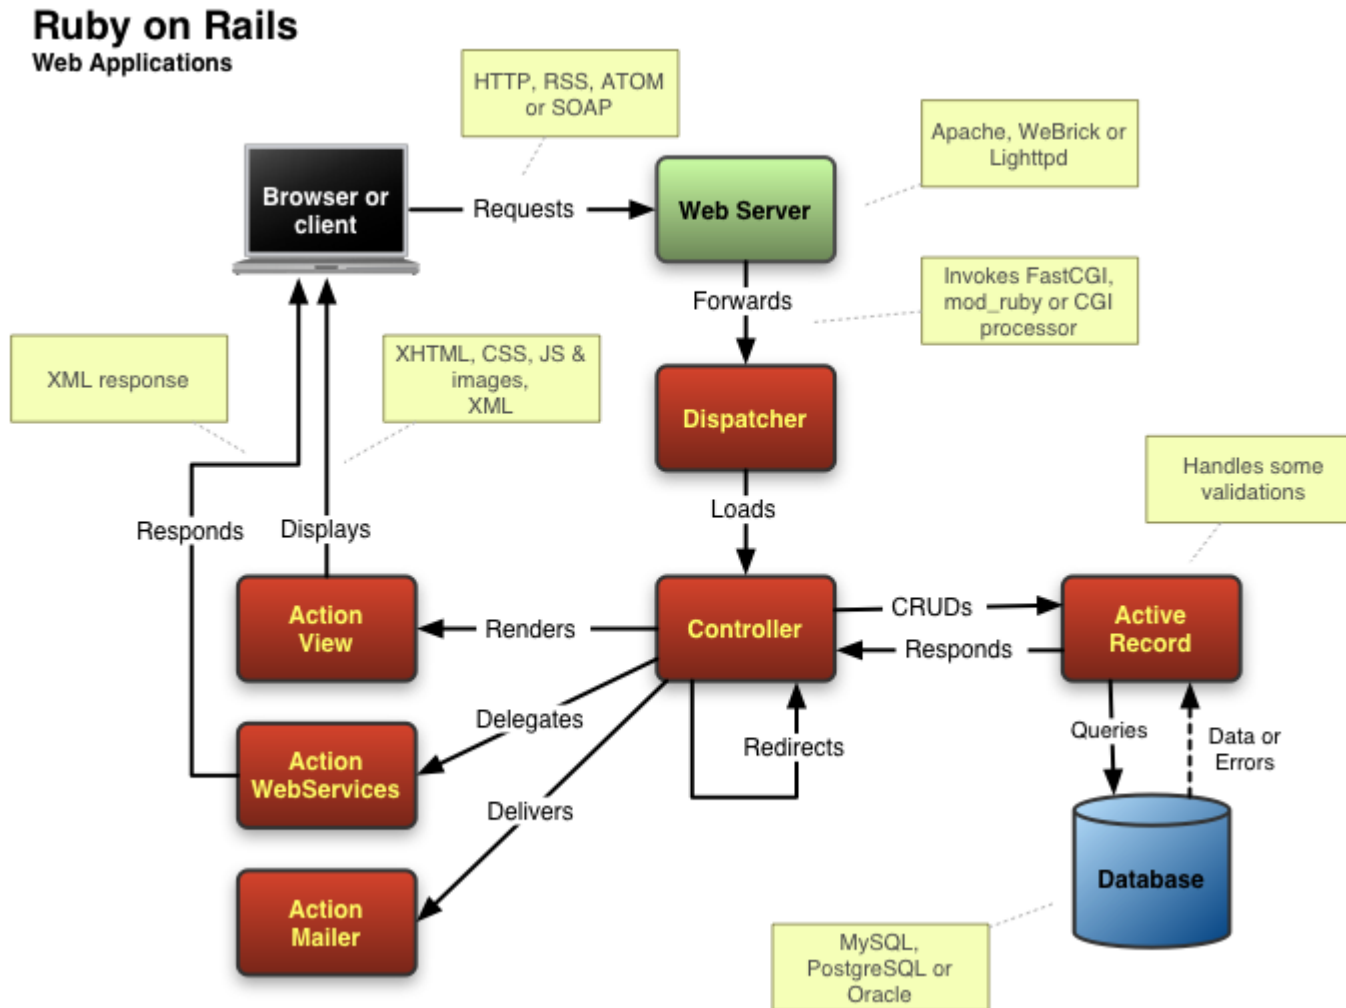 Ruby on Rails
Web Applications
HTTP, RSS, ATOM
or SOAP
Apache, WeBrick or
Lighttpd
Browser or
client
Requests
Web Server
Forwards
Invokes FastCGI,
mod_ruby or CGI
processor
XML response
XHTML, CSS, JS &
images,
XML
Dispatcher
Handles some
validations
Loads
Responds
Displays
Action
View
Renders
Controller
CRUDs
Responds
Active
Record
Delegates
Redirects
Queries
Data or
Errors
Action
WebServices
Delivers
Action
Mailer
Database
MySQL,
PostgreSQL or
Oracle